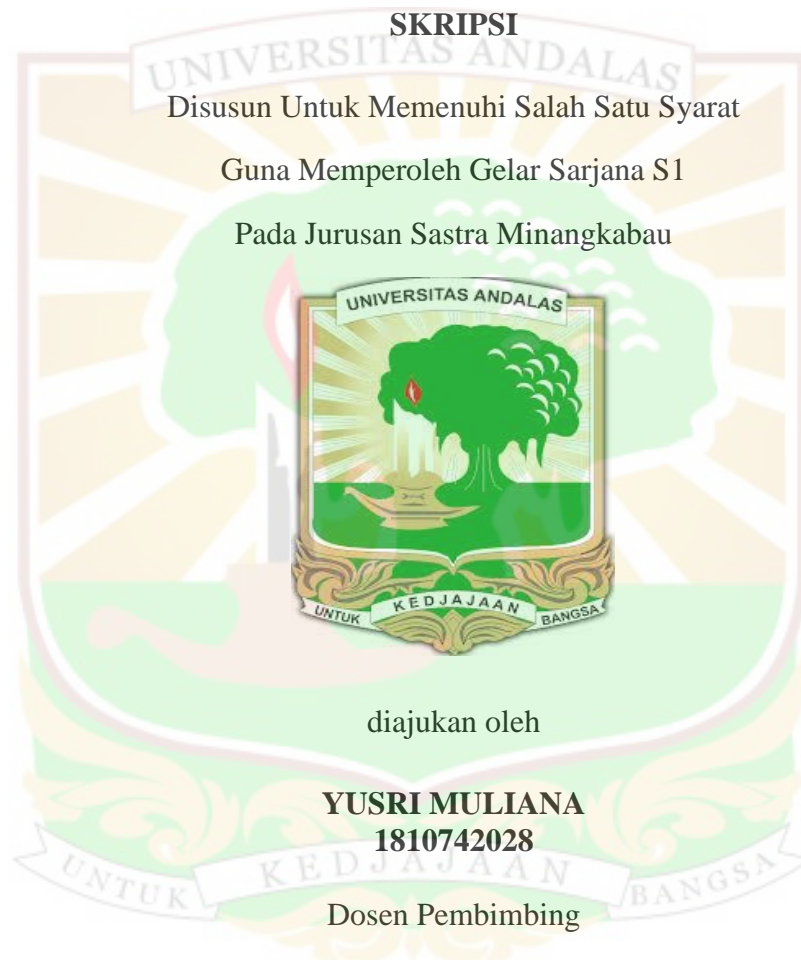 SKRIPSI
UNIVERSITAS ANDALAS
Disusun Untuk Memenuhi Salah Satu Syarat
Guna Memperoleh Gelar Sarjana S1
Pada Jurusan Sastra Minangkabau
UNIVERSITAS ANDALAS
UNTUK KEDJAJAAN BANGSA
diajukan oleh
YUSRI MULIANA
1810742028
UNTUK KEDJAJAAN BANGSA
Dosen Pembimbing